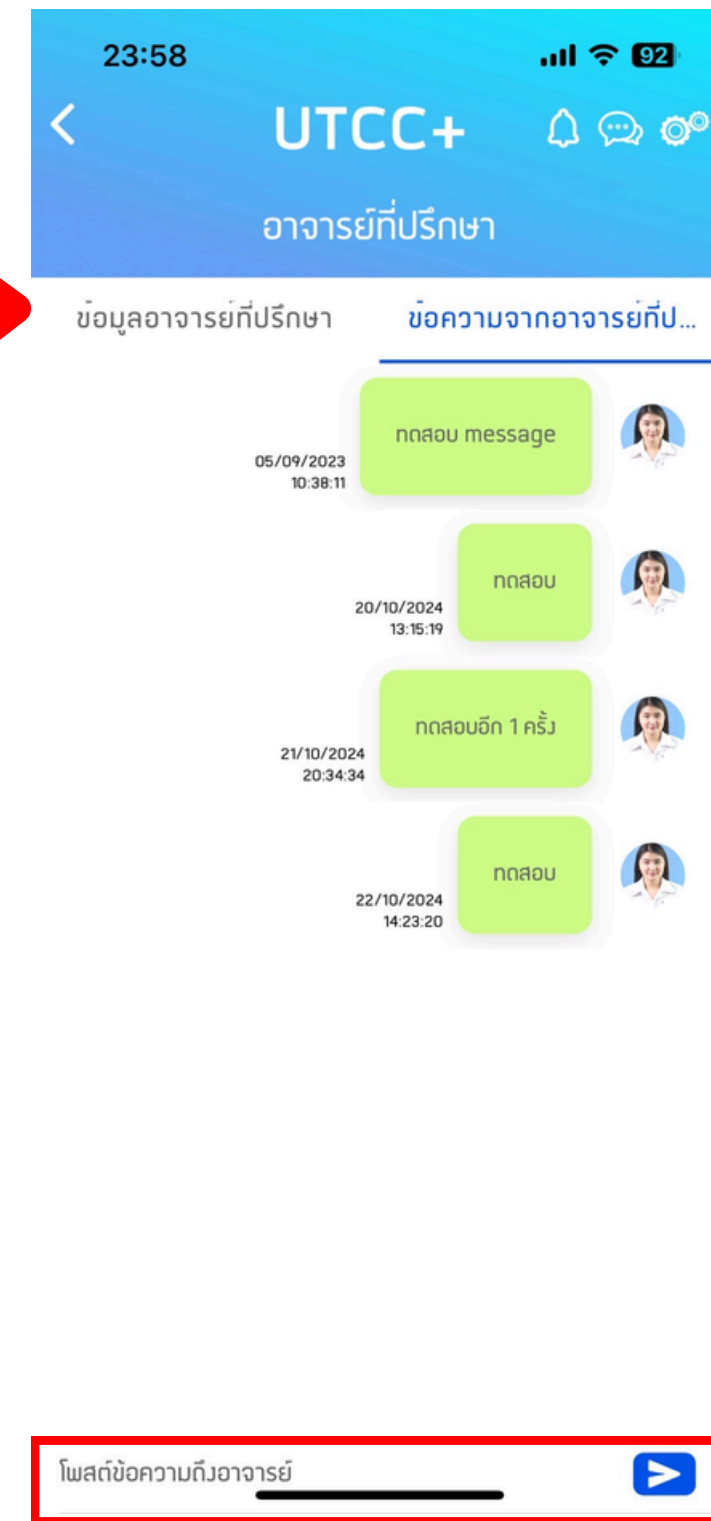 23:58
92
UTCC+
อาจารย์ที่ปรึกษา
ข้อมูลอาจารย์ที่ปรึกษา
ข้อความจากอาจารย์ที่ป...
ทดสอบ message
05/09/2023
10:38:11
ทดสอบ
20/10/2024
13:15:19
ทดสอบอีก 1 ครั้ง
21/10/2024
20:34:34
ทดสอบ
22/10/2024
14:23:20
โพสต์ข้อความถึงอาจารย์